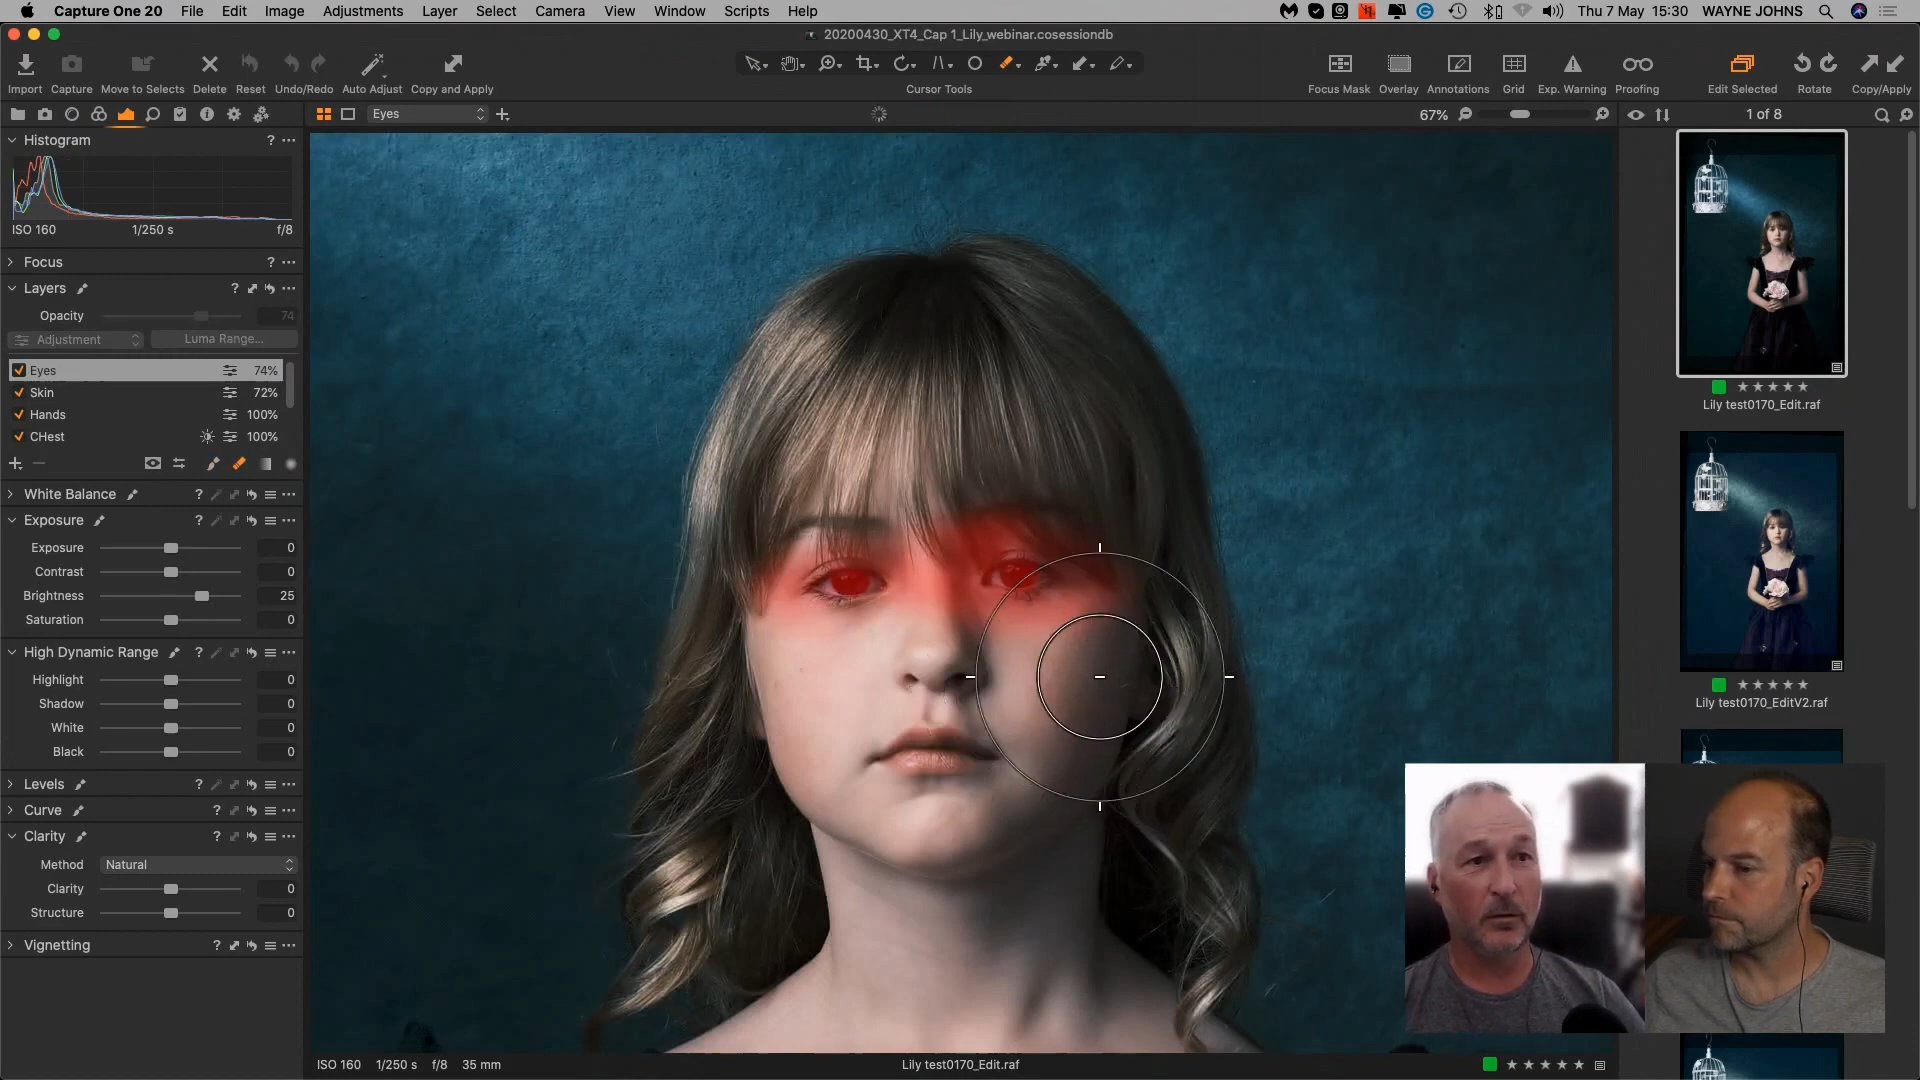 Capture One 20 File Edit Image Adjustments Layer Select Camera View Window Scripts Help Thu 7 May 15:30 WAYNE JOHNS
20200430_XT4_Cap 1_Lily_webinar.cosessiondb
Import Capture Move to Selects Delete Reset Undo/Redo Auto Adjust Copy and Apply Cursor Tools Focus Mask Overlay Annotations Grid Exp. Warning Proofing Edit Selected Rotate Copy/Apply
Eyes 67% 1 of 8
Histogram ? ...
ISO 160 1/250 s f/8
Focus ? ...
Layers ? ...
Opacity 74
Adjustment Luma Range...
Eyes 74%
Skin 72%
Hands 100%
CHest 100%
White Balance ? ...
Exposure ? ...
Exposure 0
Contrast 0
Brightness 25
Saturation 0
High Dynamic Range ? ...
Highlight 0
Shadow 0
White 0
Black 0
Levels ? ...
Curve ? ...
Clarity ? ...
Method Natural
Clarity 0
Structure 0
Vignetting ? ...
Lily test0170_Edit.raf
Lily test0170_EditV2.raf
ISO 160 1/250 s f/8 35 mm Lily test0170_Edit.raf